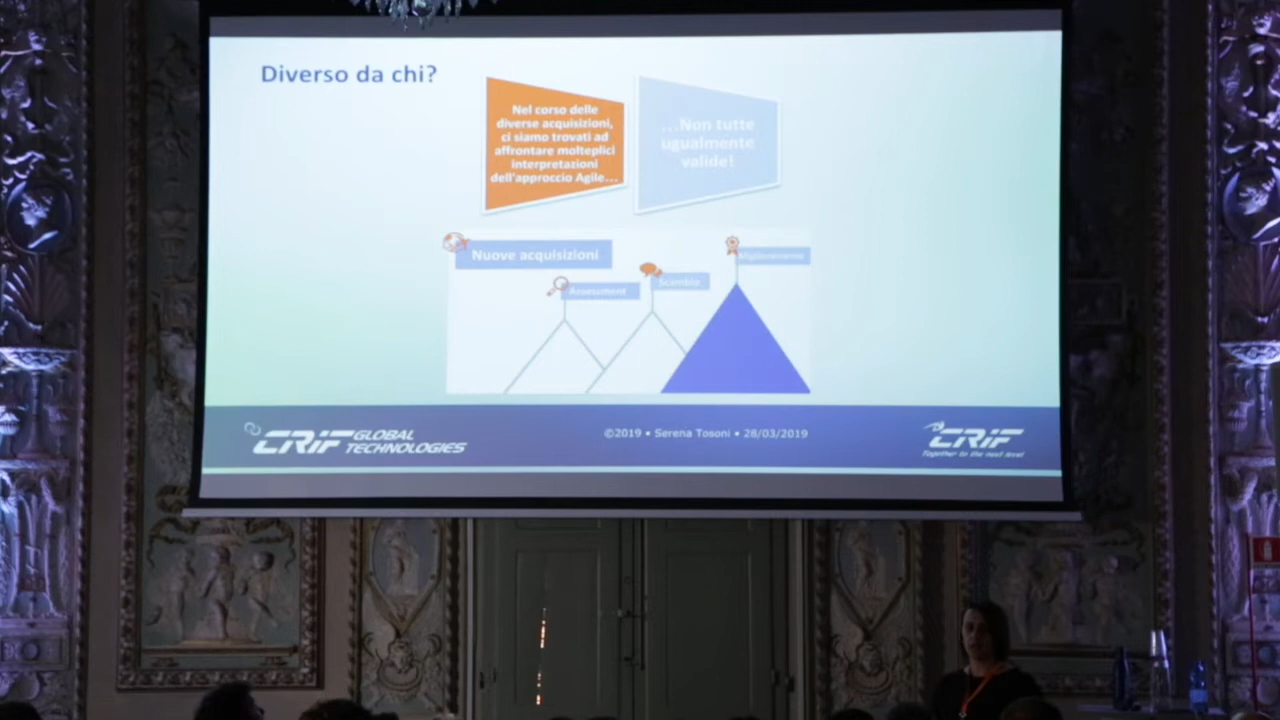 Diverso da chi?
Nel corso delle
diverse acquisizioni,
ci siamo trovati ad
affrontare molteplici
interpretazioni
dell'approccio Agile...
...Non tutte
ugualmente
valide!
Nuove acquisizioni
Assessment
Scambio
Miglioramento
CRIF GLOBAL
TECHNOLOGIES
©2019 • Serena Tosoni • 28/03/2019
CRIF
Together to the next level